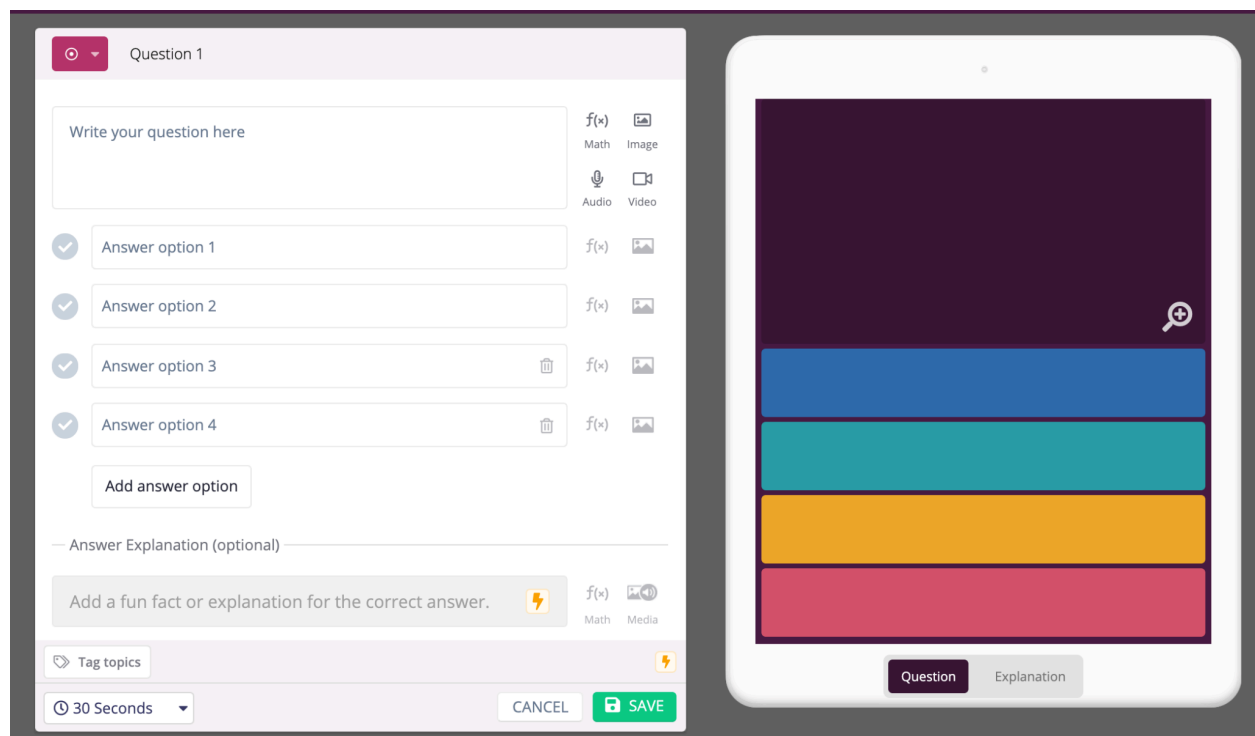 Question 1
Write your question here
f(×)
Math Image
Audio Video
Answer option 1 f(×)
Answer option 2 f(×)
Answer option 3 f(×)
Answer option 4 f(×)
Add answer option
Answer Explanation (optional)
Add a fun fact or explanation for the correct answer. f(×)
Math Media
Tag topics
30 Seconds CANCEL SAVE
Question Explanation